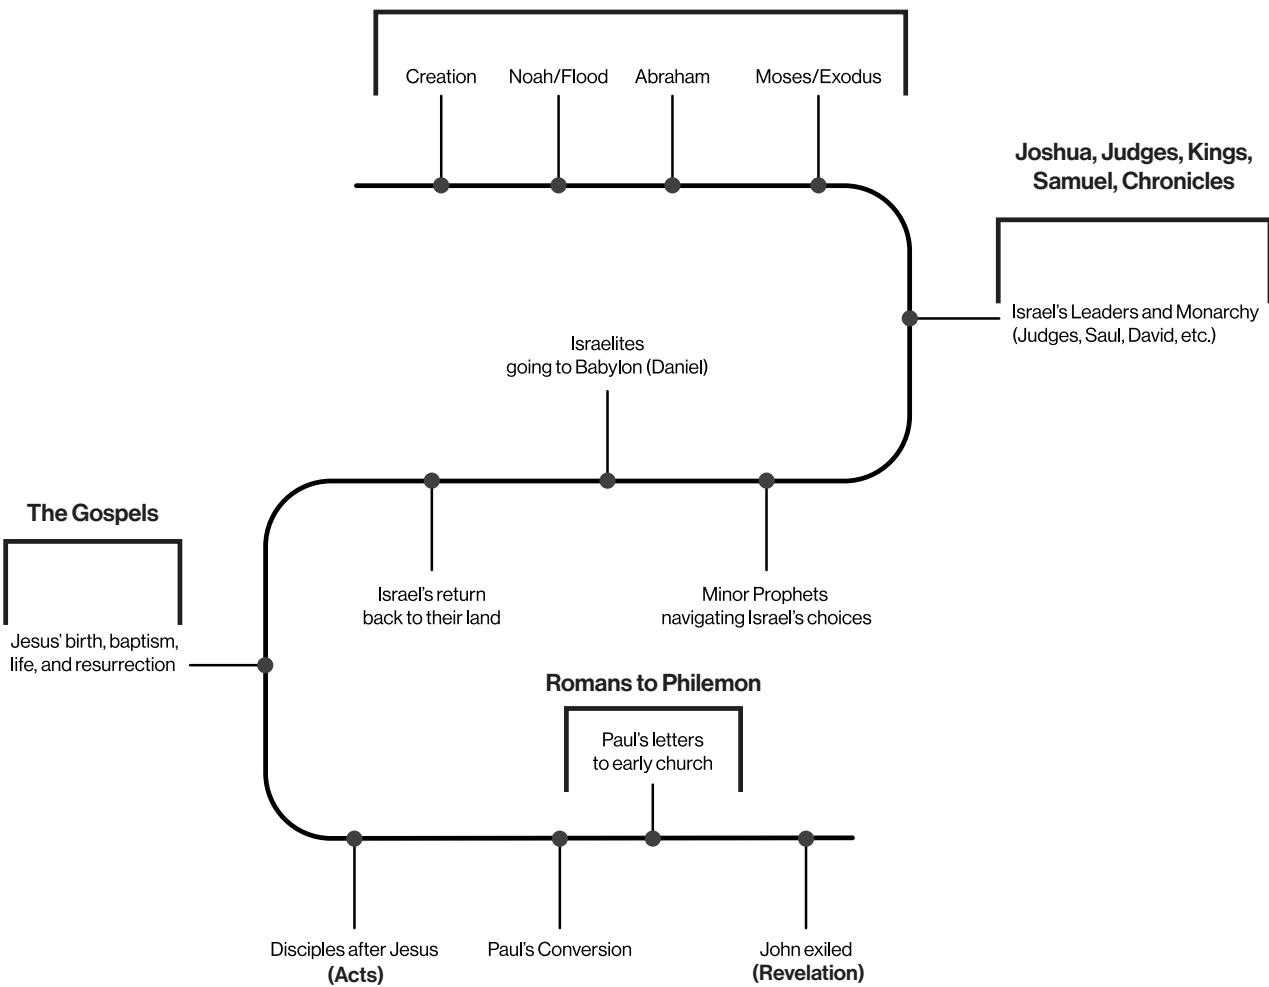 Creation
Noah/Flood
Abraham
Moses/Exodus
Joshua, Judges, Kings,
Samuel, Chronicles
Israel's Leaders and Monarchy
(Judges, Saul, David, etc.)
Israelites
going to Babylon (Daniel)
Minor Prophets
navigating Israel's choices
Israel's return
back to their land
The Gospels
Jesus' birth, baptism,
life, and resurrection
Romans to Philemon
Paul's letters
to early church
Disciples after Jesus
(Acts)
Paul's Conversion
John exiled
(Revelation)